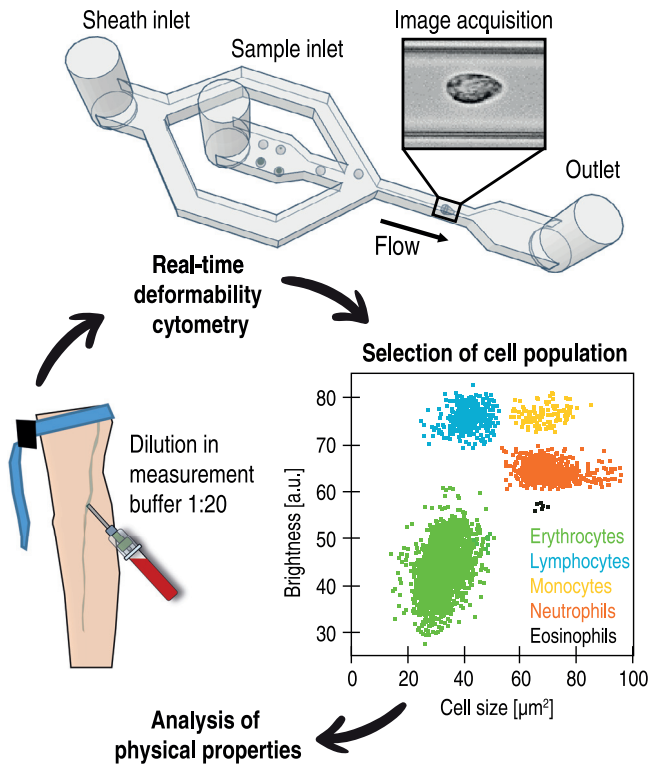 Sheath inlet
Sample inlet
Image acquisition
Outlet
Flow
Real-time
deformability
cytometry
Dilution in
measurement
buffer 1:20
Selection of cell population
Brightness [a.u.]
80
70
60
50
40
30
Erythrocytes
Lymphocytes
Monocytes
Neutrophils
Eosinophils
0
20
40
60
80
100
Cell size [µm²]
Analysis of
physical properties